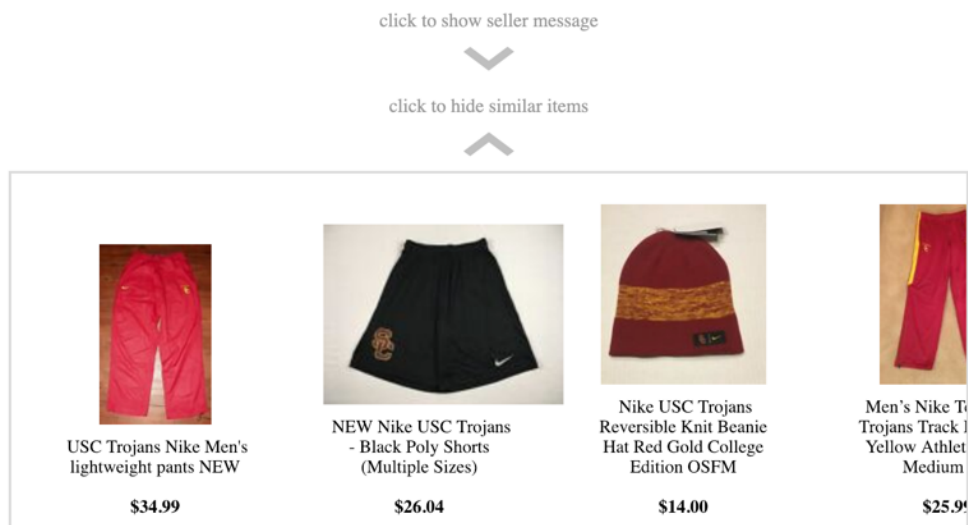 click to show seller message
click to hide similar items
USC Trojans Nike Men's
lightweight pants NEW
$34.99
NEW Nike USC Trojans
- Black Poly Shorts
(Multiple Sizes)
$26.04
Nike USC Trojans
Reversible Knit Beanie
Hat Red Gold College
Edition OSFM
$14.00
Men's Nike
Trojans Track
Yellow
Medium
$25.99